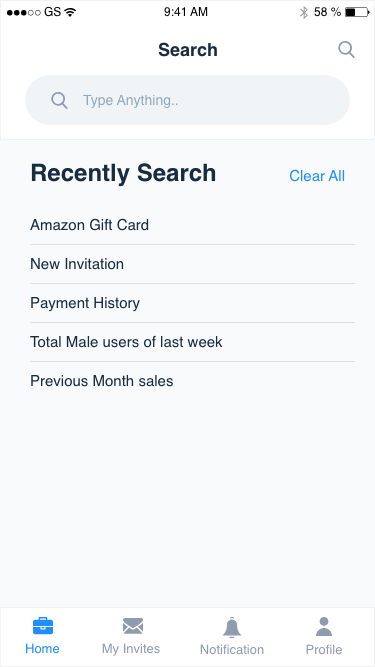 GS 9:41 AM 58 %
Search
Type Anything..
Recently Search Clear All
Amazon Gift Card
New Invitation
Payment History
Total Male users of last week
Previous Month sales
Home My Invites Notification Profile